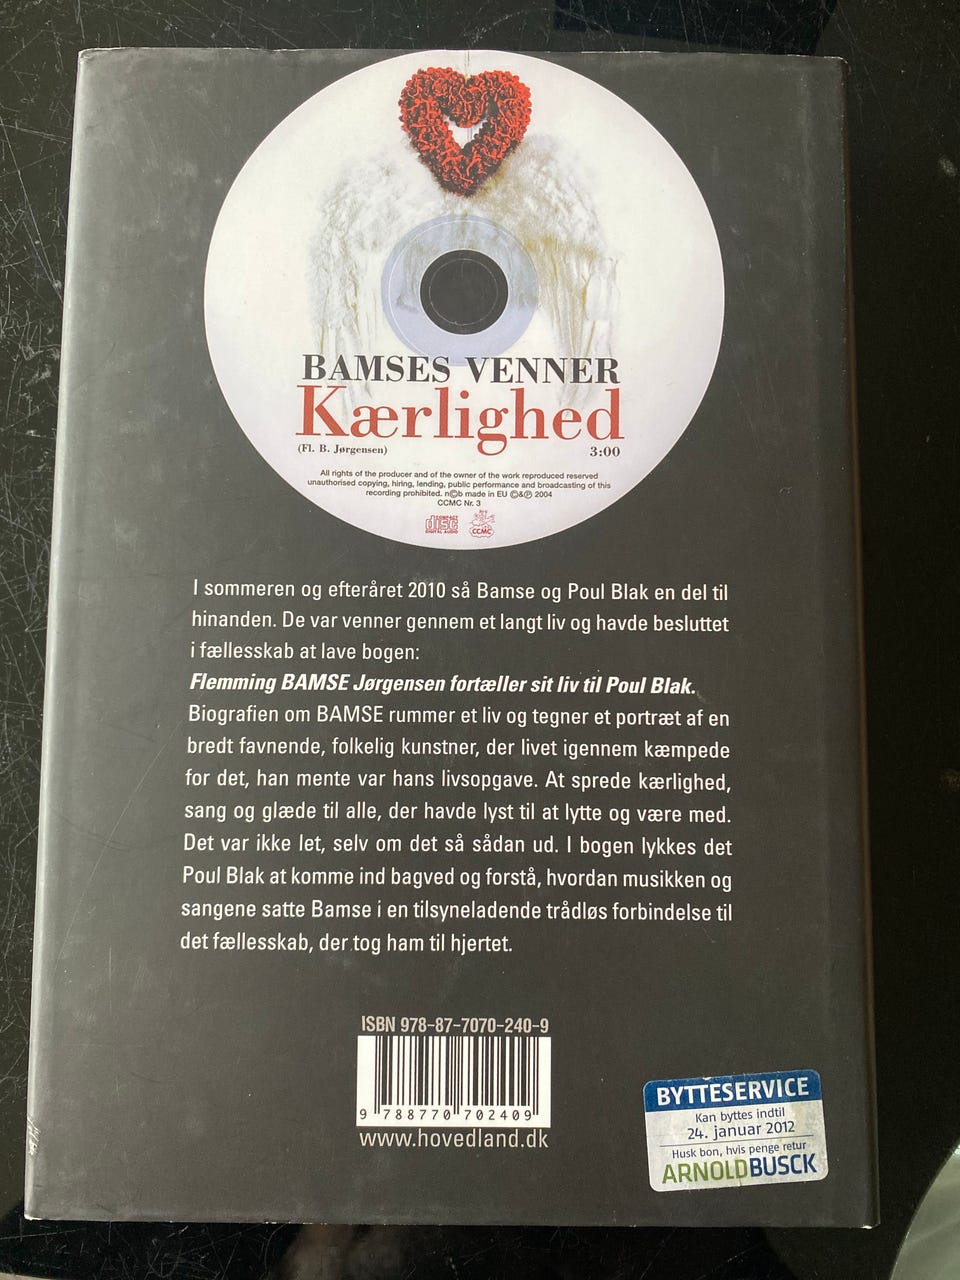 BAMSES VENNER
Kærlighed
(Fl. B. Jørgensen) 3:00
All rights of the producer and of the owner of the work reproduced reserved
unauthorised copying, hiring, lending, public performance and broadcasting of this
recording prohibited. n©b made in EU ©&℗ 2004
CCMC Nr. 3
COMPACT
disc
DIGITAL AUDIO
CCMC
I sommeren og efteråret 2010 så Bamse og Poul Blak en del til
hinanden. De var venner gennem et langt liv og havde besluttet
i fællesskab at lave bogen:
Flemming BAMSE Jørgensen fortæller sit liv til Poul Blak.
Biografien om BAMSE rummer et liv og tegner et portræt af en
bredt favnende, folkelig kunstner, der livet igennem kæmpede
for det, han mente var hans livsopgave. At sprede kærlighed,
sang og glæde til alle, der havde lyst til at lytte og være med.
Det var ikke let, selv om det så sådan ud. I bogen lykkes det
Poul Blak at komme ind bagved og forstå, hvordan musikken og
sangene satte Bamse i en tilsyneladende trådløs forbindelse til
det fællesskab, der tog ham til hjertet.
ISBN 978-87-7070-240-9
9 788770 702409
www.hovedland.dk
BYTTESERVICE
Kan byttes indtil
24. januar 2012
Husk bon, hvis penge retur
ARNOLD BUSCK